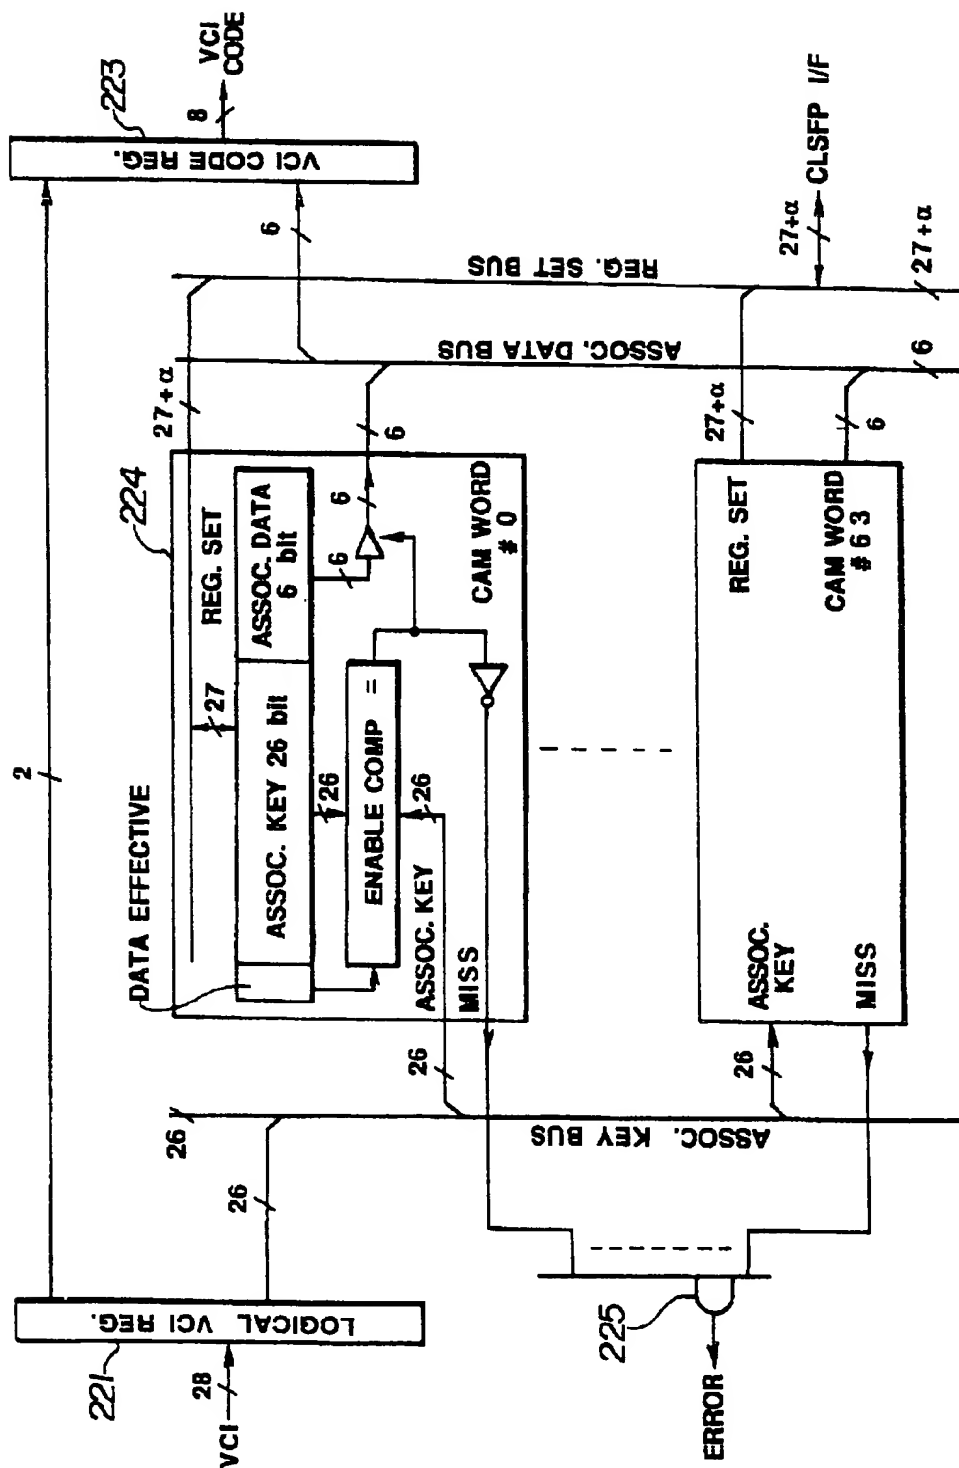 VCI
28
221
LOGICAL VCI REG.
2
26
26
ASSOC. KEY BUS
223
VCI CODE REG.
8
VCI
CODE
6
DATA EFFECTIVE
224
REG. SET
27+α
27
ASSOC. KEY 26 bit
ASSOC. DATA
6 bit
26
ENABLE COMP =
26
6
6
6
ASSOC. KEY
26
MISS
CAM WORD
# 0
ASSOC. DATA BUS
REG. SET BUS
27+α
CLSFP I/F
27+α
6
ASSOC.
KEY
26
MISS
REG. SET
27+α
CAM WORD
# 63
6
225
ERROR